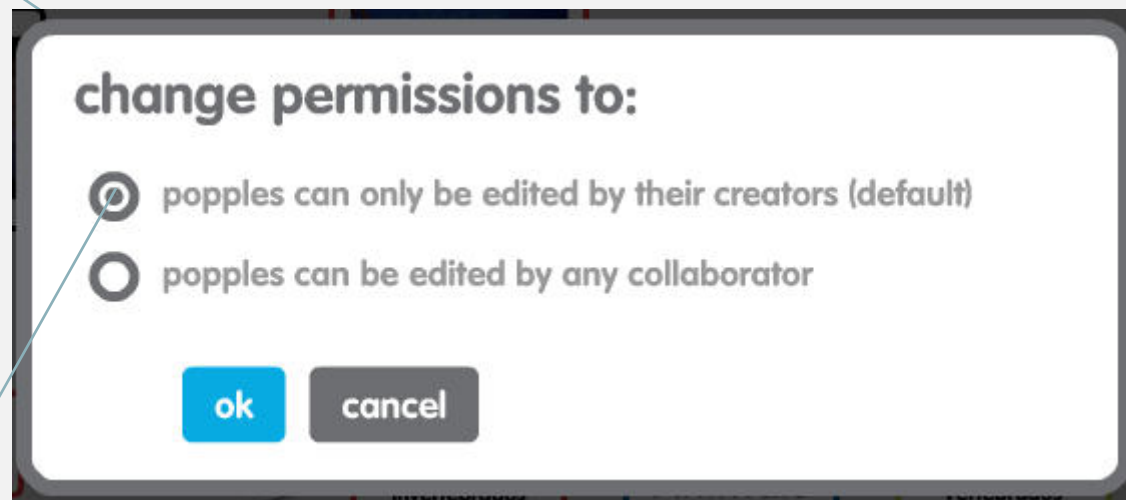 change permissions to:
popples can only be edited by their creators (default)
popples can be edited by any collaborator
ok cancel